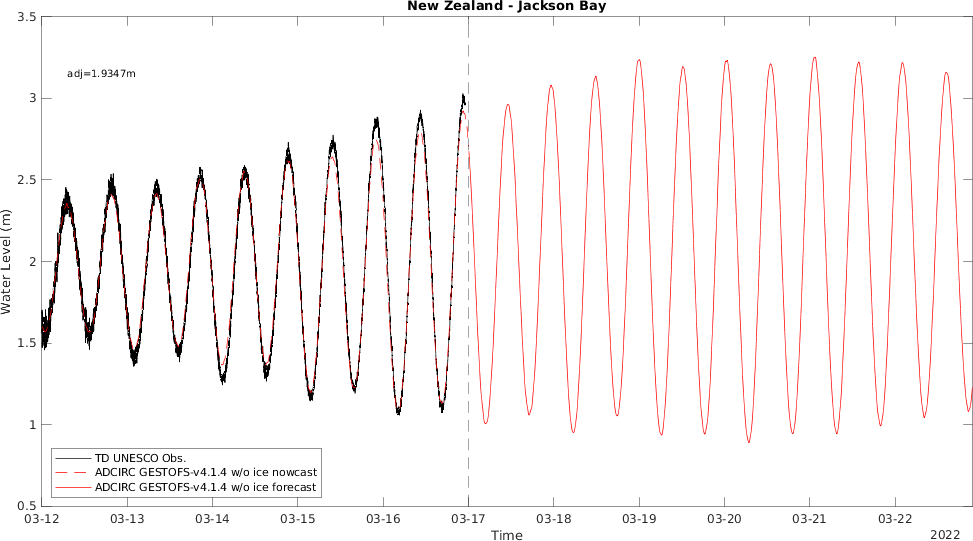 New Zealand - Jackson Bay
adj=1.9347m
3.5
3
2.5
2
1.5
1
0.5
Water Level (m)
TD UNESCO Obs.
ADCIRC GESTOFS-v4.1.4 w/o ice nowcast
ADCIRC GESTOFS-v4.1.4 w/o ice forecast
03-12 03-13 03-14 03-15 03-16 03-17 03-18 03-19 03-20 03-21 03-22
Time
2022